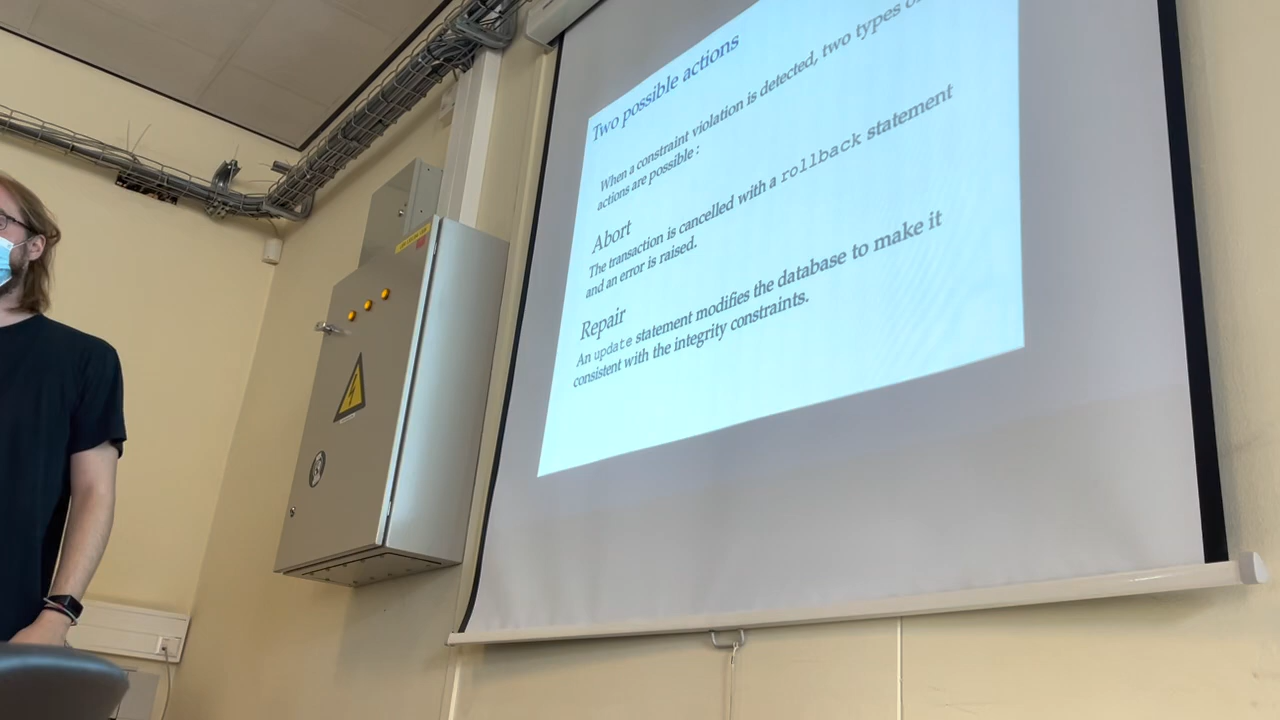 Two possible actions
When a constraint violation is detected, two types
actions are possible :
Abort
The transaction is cancelled with a rollback statement
and an error is raised.
Repair
An update statement modifies the database to make it
consistent with the integrity constraints.